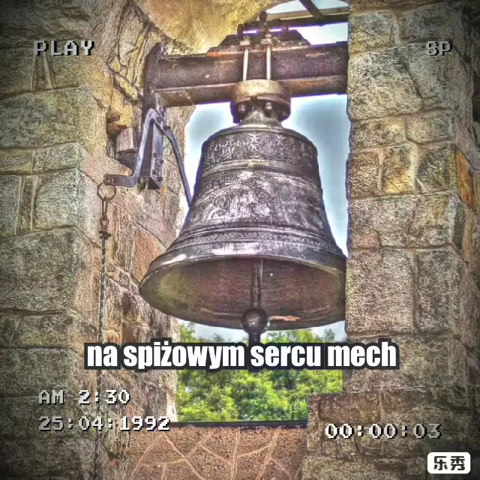 PLAY SP
na spiżowym sercu mech
AM 2:30
25:04:1992 00:00:03
乐秀